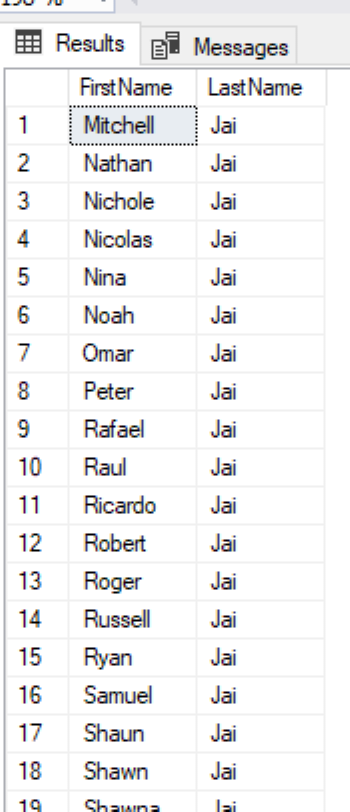 Results Messages
FirstName LastName
1 Mitchell Jai
2 Nathan Jai
3 Nichole Jai
4 Nicolas Jai
5 Nina Jai
6 Noah Jai
7 Omar Jai
8 Peter Jai
9 Rafael Jai
10 Raul Jai
11 Ricardo Jai
12 Robert Jai
13 Roger Jai
14 Russell Jai
15 Ryan Jai
16 Samuel Jai
17 Shaun Jai
18 Shawn Jai
19 Shawna Jai